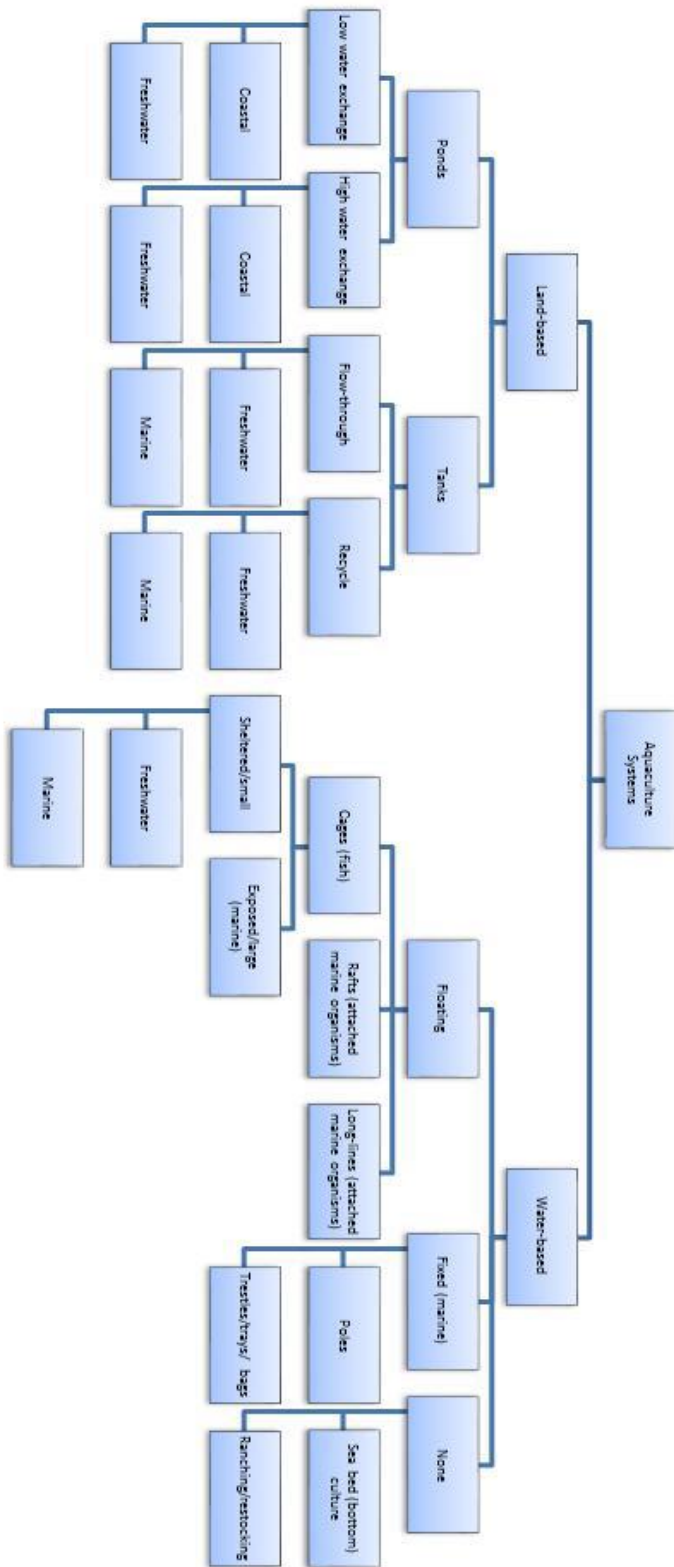 Aquaculture
Systems
Land-based
Water-based
Ponds
Tanks
Floating
Fixed (marine)
None
Low water exchange
High water exchange
Flow-through
Recycle
Cages (fish)
Rafts (attached
marine organisms)
Long-lines (attached
marine organisms)
Poles
Sea bed (bottom)
culture
Coastal
Coastal
Freshwater
Freshwater
Sheltered/small
Exposed/large
(marine)
Trestles/trays/ bags
Ranching/restocking
Freshwater
Freshwater
Marine
Marine
Freshwater
Marine